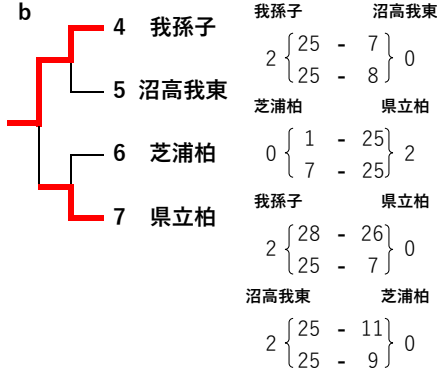 b
4 我孫子
5 沼高我東
6 芝浦柏
7 県立柏
我孫子 沼高我東
25 - 7
2 { } 0
25 - 8
芝浦柏 県立柏
1 - 25
0 { } 2
7 - 25
我孫子 県立柏
28 - 26
2 { } 0
25 - 7
沼高我東 芝浦柏
25 - 11
2 { } 0
25 - 9